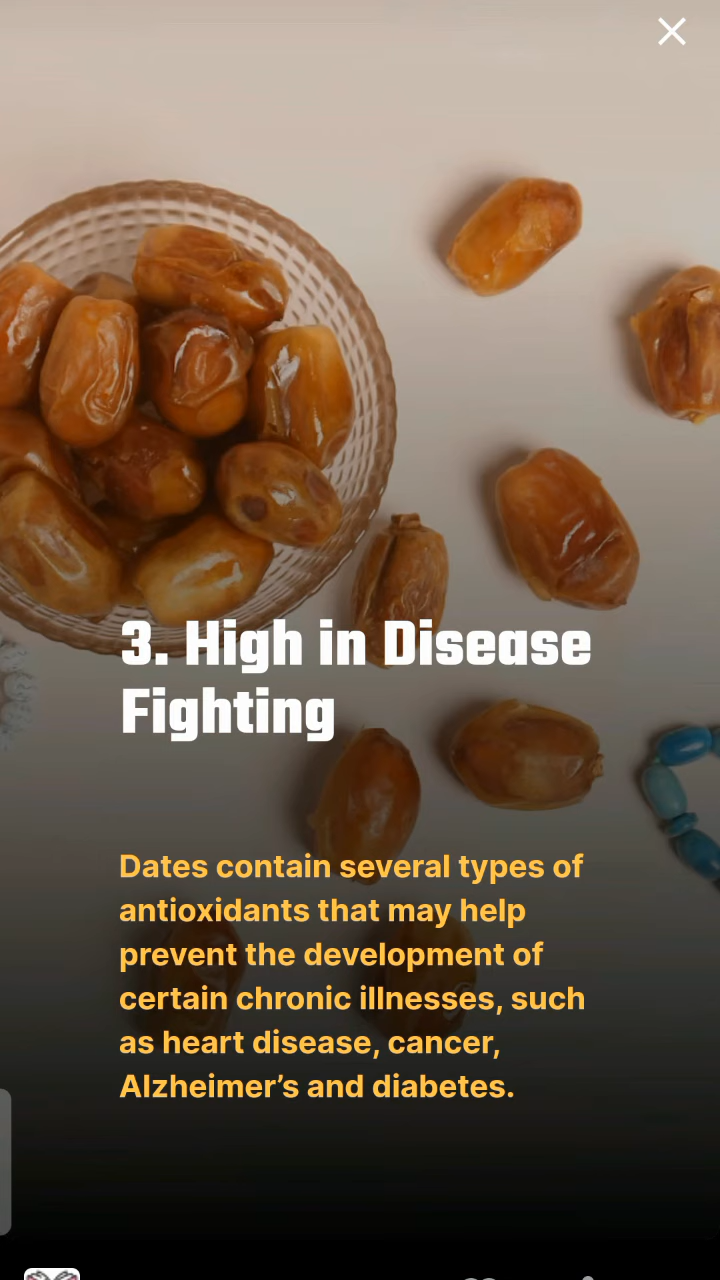 3. High in Disease
Fighting
Dates contain several types of
antioxidants that may help
prevent the development of
certain chronic illnesses, such
as heart disease, cancer,
Alzheimer’s and diabetes.